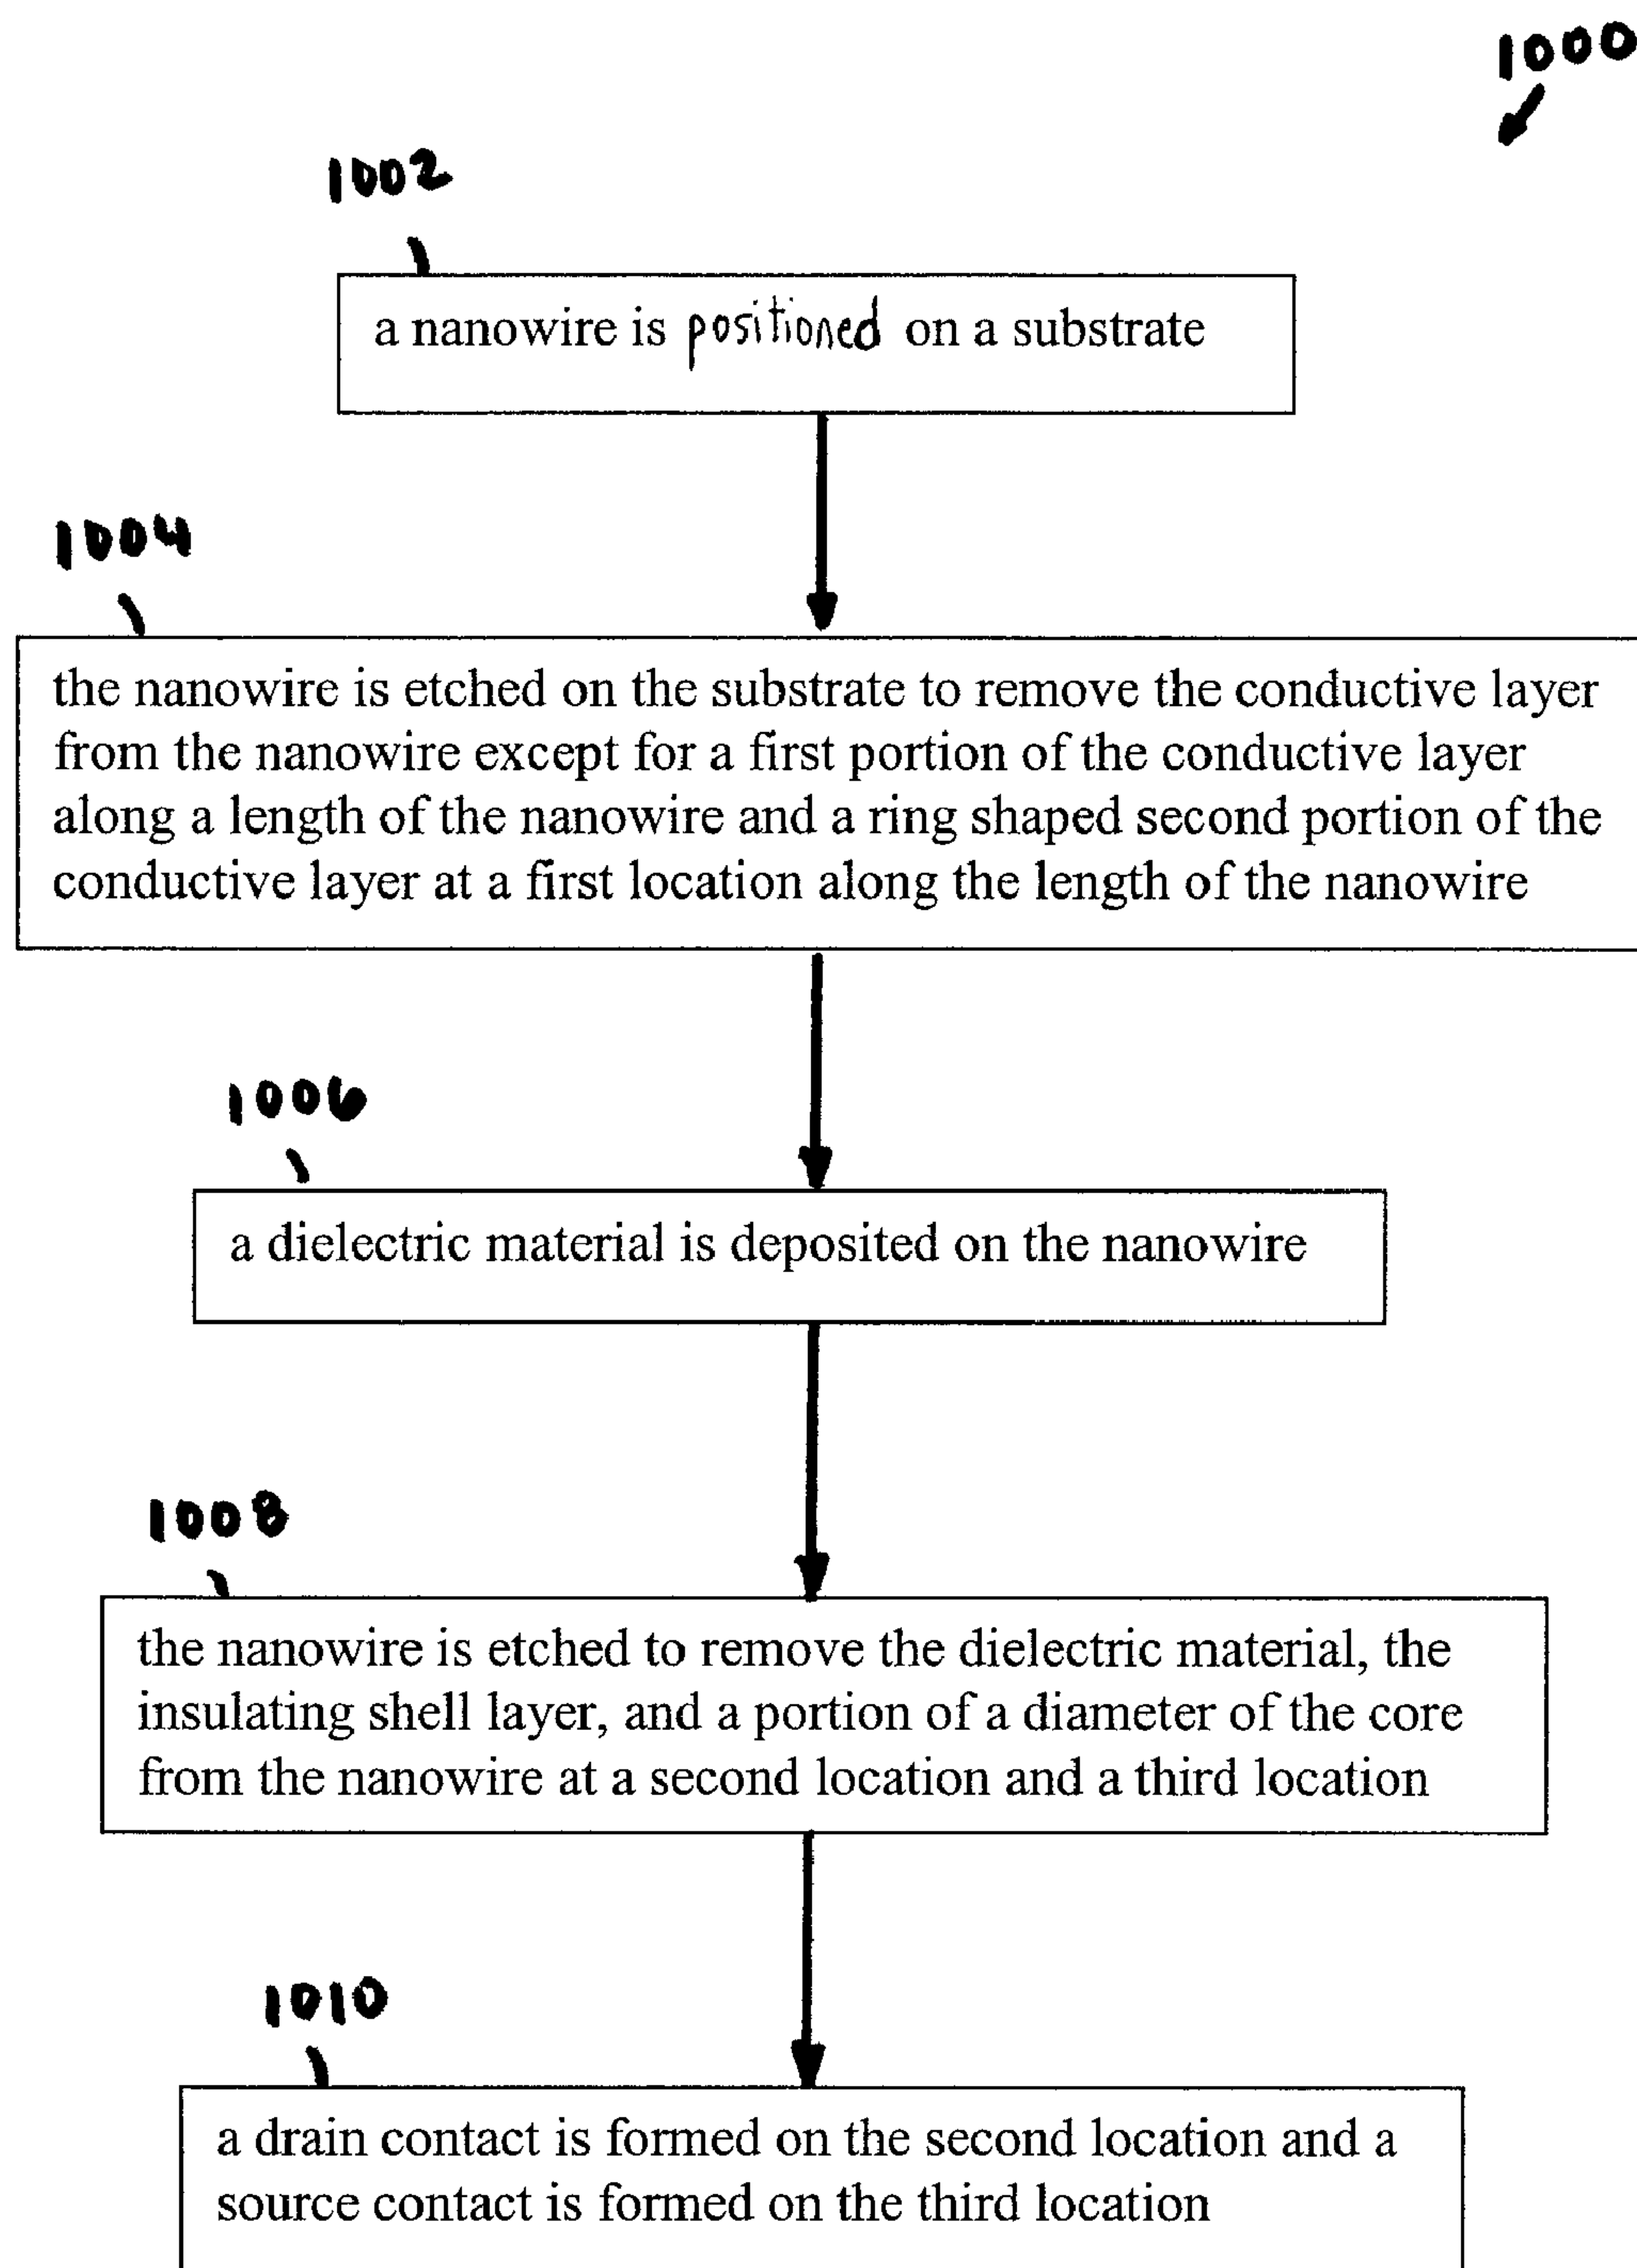 1000
1002
a nanowire is positioned on a substrate
1004
the nanowire is etched on the substrate to remove the conductive layer
from the nanowire except for a first portion of the conductive layer
along a length of the nanowire and a ring shaped second portion of the
conductive layer at a first location along the length of the nanowire
1006
a dielectric material is deposited on the nanowire
1008
the nanowire is etched to remove the dielectric material, the
insulating shell layer, and a portion of a diameter of the core
from the nanowire at a second location and a third location
1010
a drain contact is formed on the second location and a
source contact is formed on the third location